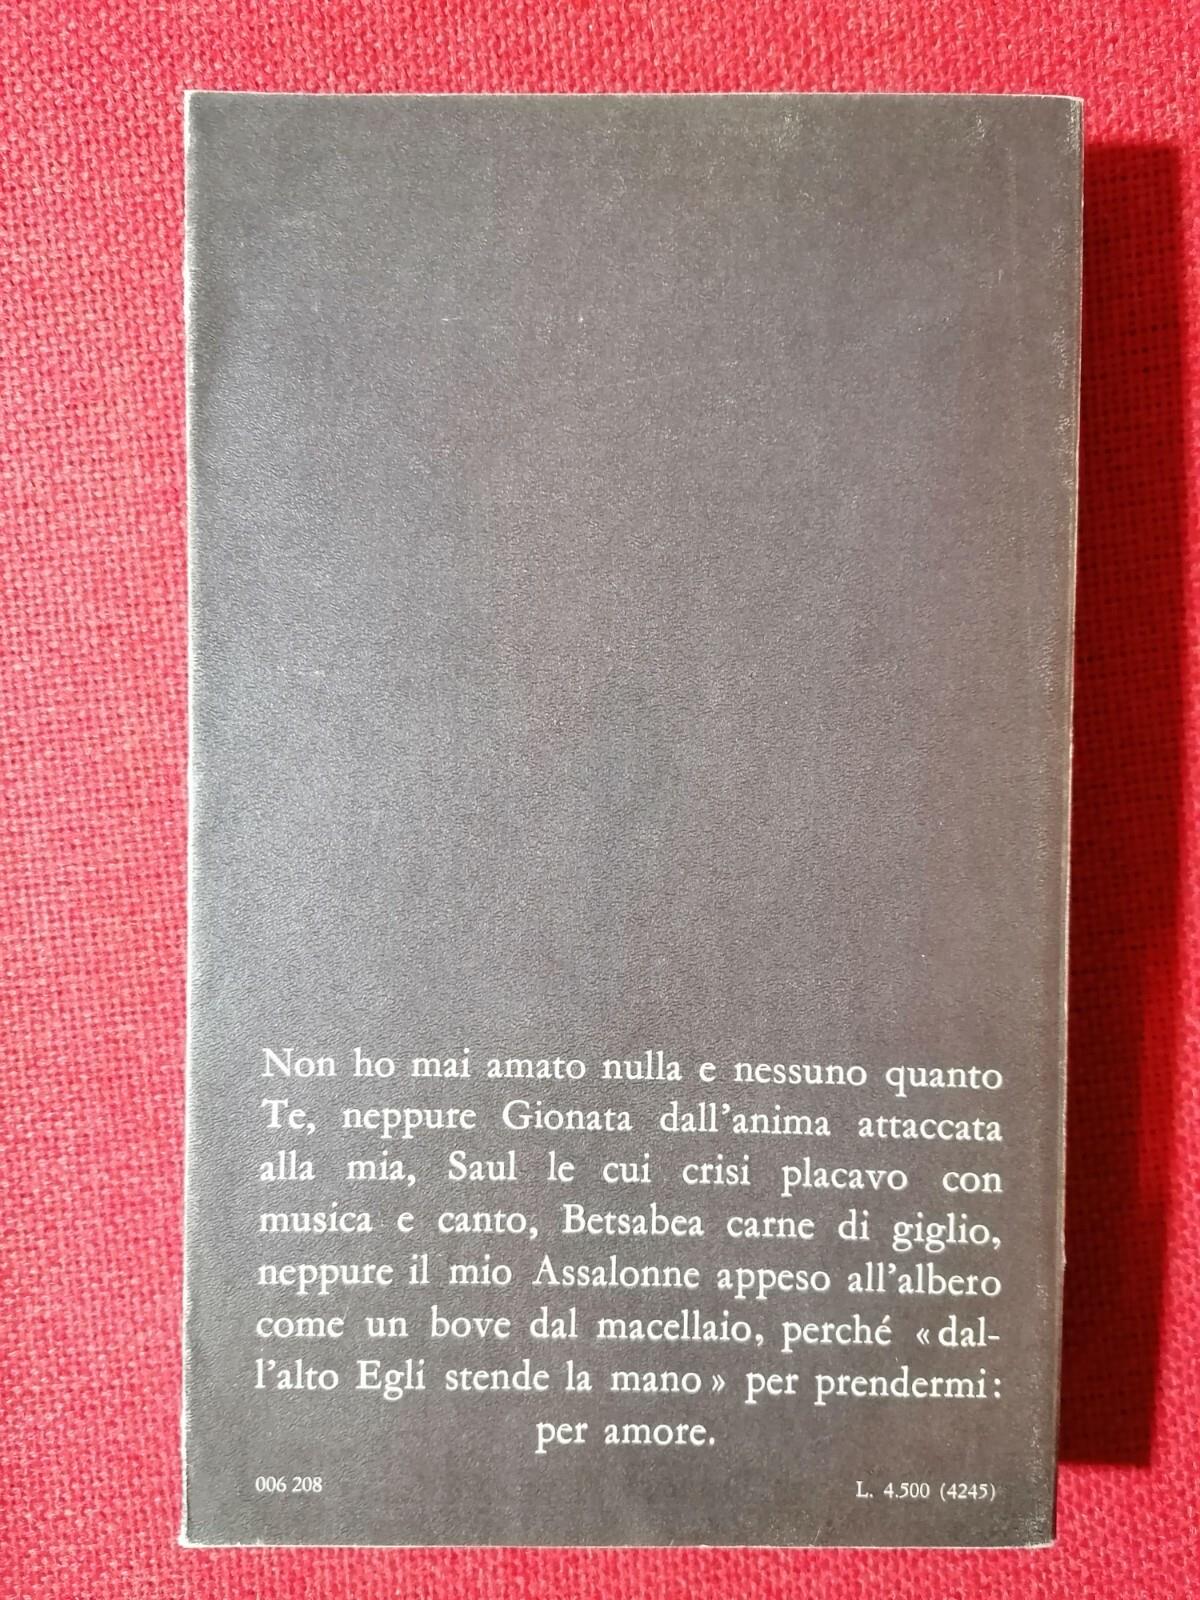 Non ho mai amato nulla e nessuno quanto
Te, neppure Gionata dall'anima attaccata
alla mia, Saul le cui crisi placavo con
musica e canto, Betsabea carne di giglio,
neppure il mio Assalonne appeso all'albero
come un bove dal macellaio, perché «dal-
l'alto Egli stende la mano» per prendermi:
per amore.
006 208
L. 4.500 (4245)